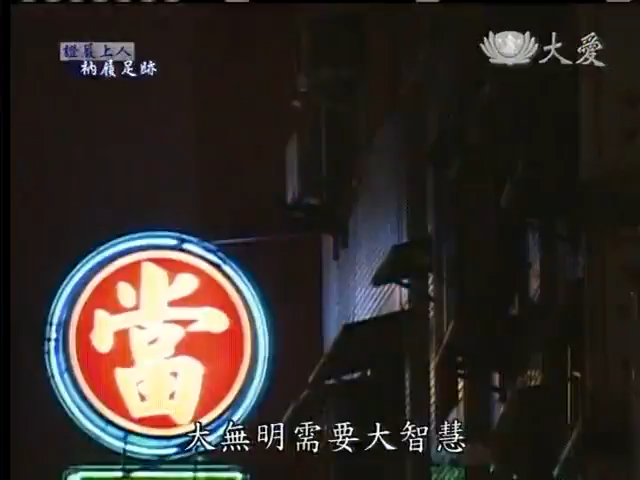 證嚴上人
衲履足跡
大愛
當
大無明需要大智慧